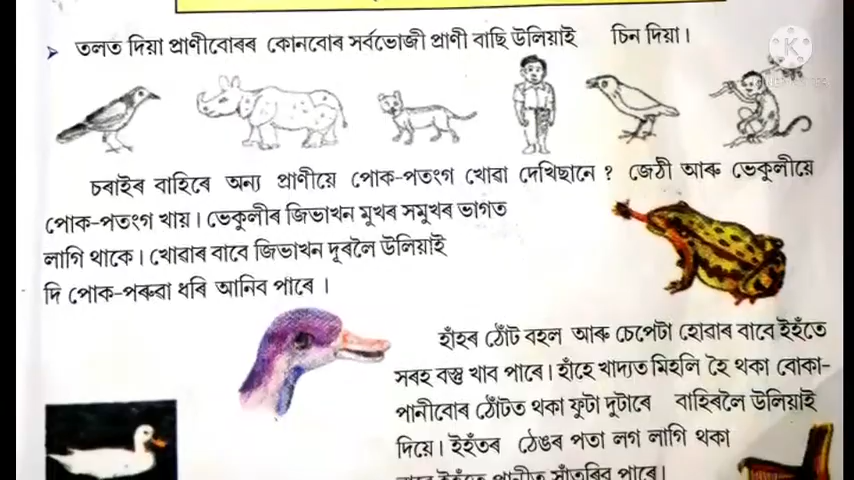 তলত দিয়া প্ৰাণীবোৰৰ কোনবোৰ সৰ্বভোজী প্ৰাণী বাছি উলিয়াই চিন দিয়া।
চৰাইৰ বাহিৰে অন্য প্ৰাণীয়ে পোক-পতংগ খোৱা দেখিছানে ? জেঠী আৰু ভেকুলীয়ে
পোক-পতংগ খায়। ভেকুলীৰ জিভাখন মুখৰ সমুখৰ ভাগত
লাগি থাকে। খোৱাৰ বাবে জিভাখন দূৰলৈ উলিয়াই
দি পোক-পৰুৱা ধৰি আনিব পাৰে ।
হাঁহৰ ঠোঁট বহল আৰু চেপেটা হোৱাৰ বাবে ইহঁতে
সৰহ বস্তু খাব পাৰে। হাঁহে খাদ্যত মিহলি হৈ থকা বোকা-
পানীবোৰ ঠোঁটত থকা ফুটা দুটাৰে বাহিৰলৈ উলিয়াই
দিয়ে। ইহঁতৰ ঠেঙৰ পতা লগ লাগি থকা
বাবে ইহঁতে পানীত সাঁতুৰিব পাৰে।